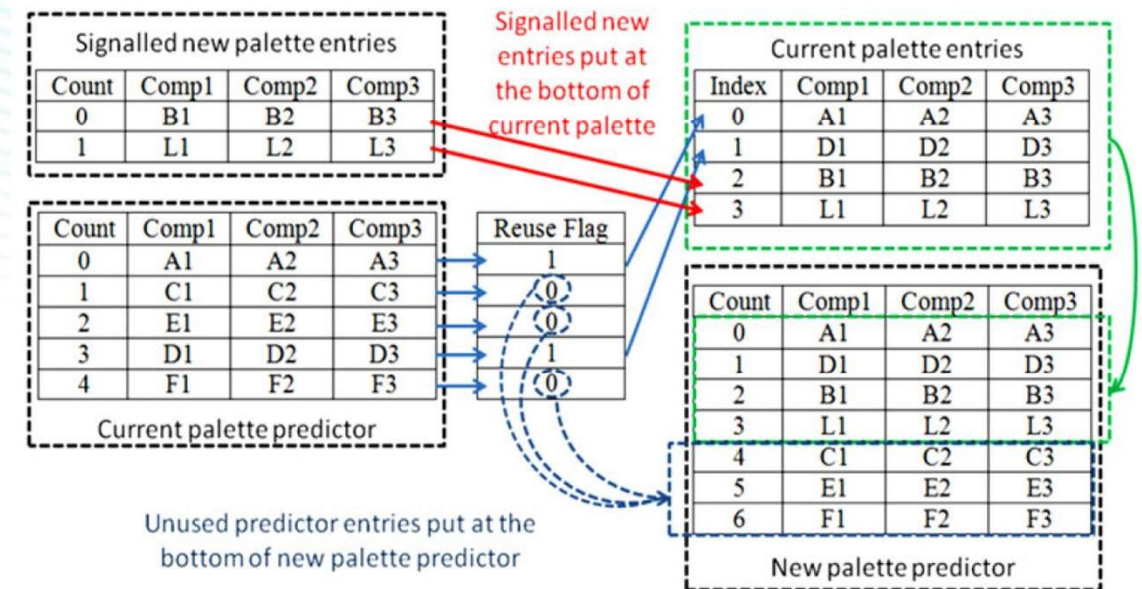 Signalled new palette entries
Count Comp1 Comp2 Comp3
0 B1 B2 B3
1 L1 L2 L3
Signalled new
entries put at
the bottom of
current palette
Current palette entries
Index Comp1 Comp2 Comp3
0 A1 A2 A3
1 D1 D2 D3
2 B1 B2 B3
3 L1 L2 L3
Count Comp1 Comp2 Comp3
0 A1 A2 A3
1 C1 C2 C3
2 E1 E2 E3
3 D1 D2 D3
4 F1 F2 F3
Current palette predictor
Reuse Flag
1
0
0
1
0
Count Comp1 Comp2 Comp3
0 A1 A2 A3
1 D1 D2 D3
2 B1 B2 B3
3 L1 L2 L3
4 C1 C2 C3
5 E1 E2 E3
6 F1 F2 F3
New palette predictor
Unused predictor entries put at the
bottom of new palette predictor